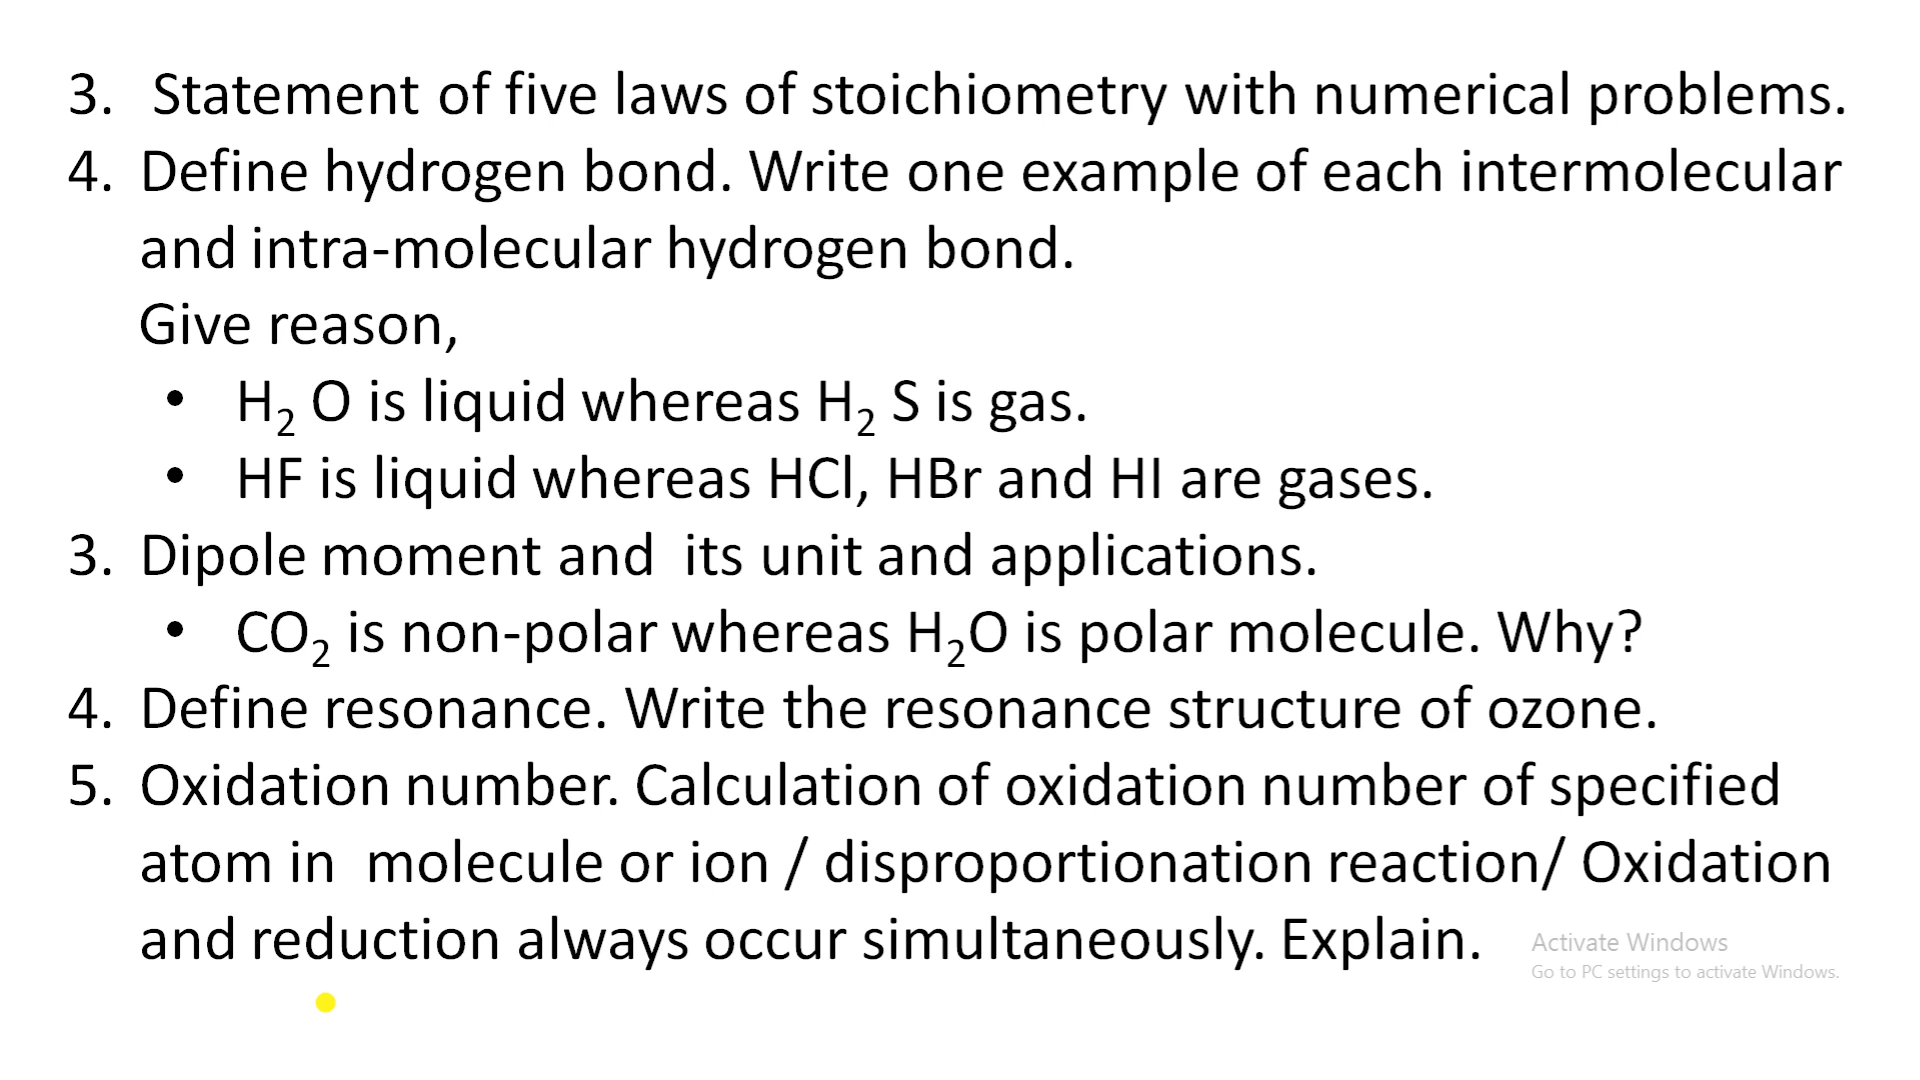 3. Statement of five laws of stoichiometry with numerical problems.
4. Define hydrogen bond. Write one example of each intermolecular
and intra-molecular hydrogen bond.
Give reason,
• H₂ O is liquid whereas H₂ S is gas.
• HF is liquid whereas HCl, HBr and HI are gases.
3. Dipole moment and its unit and applications.
• CO₂ is non-polar whereas H₂O is polar molecule. Why?
4. Define resonance. Write the resonance structure of ozone.
5. Oxidation number. Calculation of oxidation number of specified
atom in molecule or ion / disproportionation reaction/ Oxidation
and reduction always occur simultaneously. Explain.
Activate Windows
Go to PC settings to activate Windows.